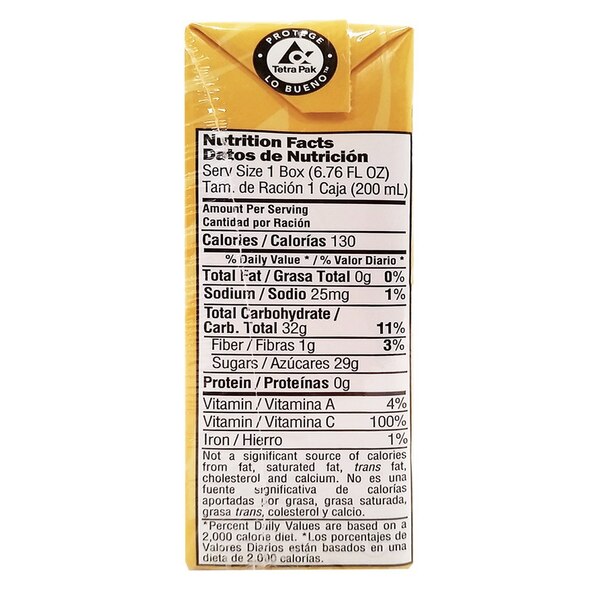 PROTEGE
Tetra Pak
LO BUENO™
Nutrition Facts
Datos de Nutrición
Serv Size 1 Box (6.76 FL OZ)
Tam. de Ración 1 Caja (200 mL)
Amount Per Serving
Cantidad por Ración
Calories / Calorías 130
% Daily Value * / % Valor Diario *
Total Fat / Grasa Total 0g 0%
Sodium / Sodio 25mg 1%
Total Carbohydrate /
Carb. Total 32g 11%
Fiber / Fibras 1g 3%
Sugars / Azúcares 29g
Protein / Proteínas 0g
Vitamin / Vitamina A 4%
Vitamin / Vitamina C 100%
Iron / Hierro 1%
Not a significant source of calories
from fat, saturated fat, trans fat,
cholesterol and calcium. No es una
fuente significativa de calorías
aportadas por grasa, grasa saturada,
grasa trans, colesterol y calcio.
*Percent Daily Values are based on a
2,000 calorie diet. *Los porcentajes de
Valores Diarios están basados en una
dieta de 2.000 calorías.